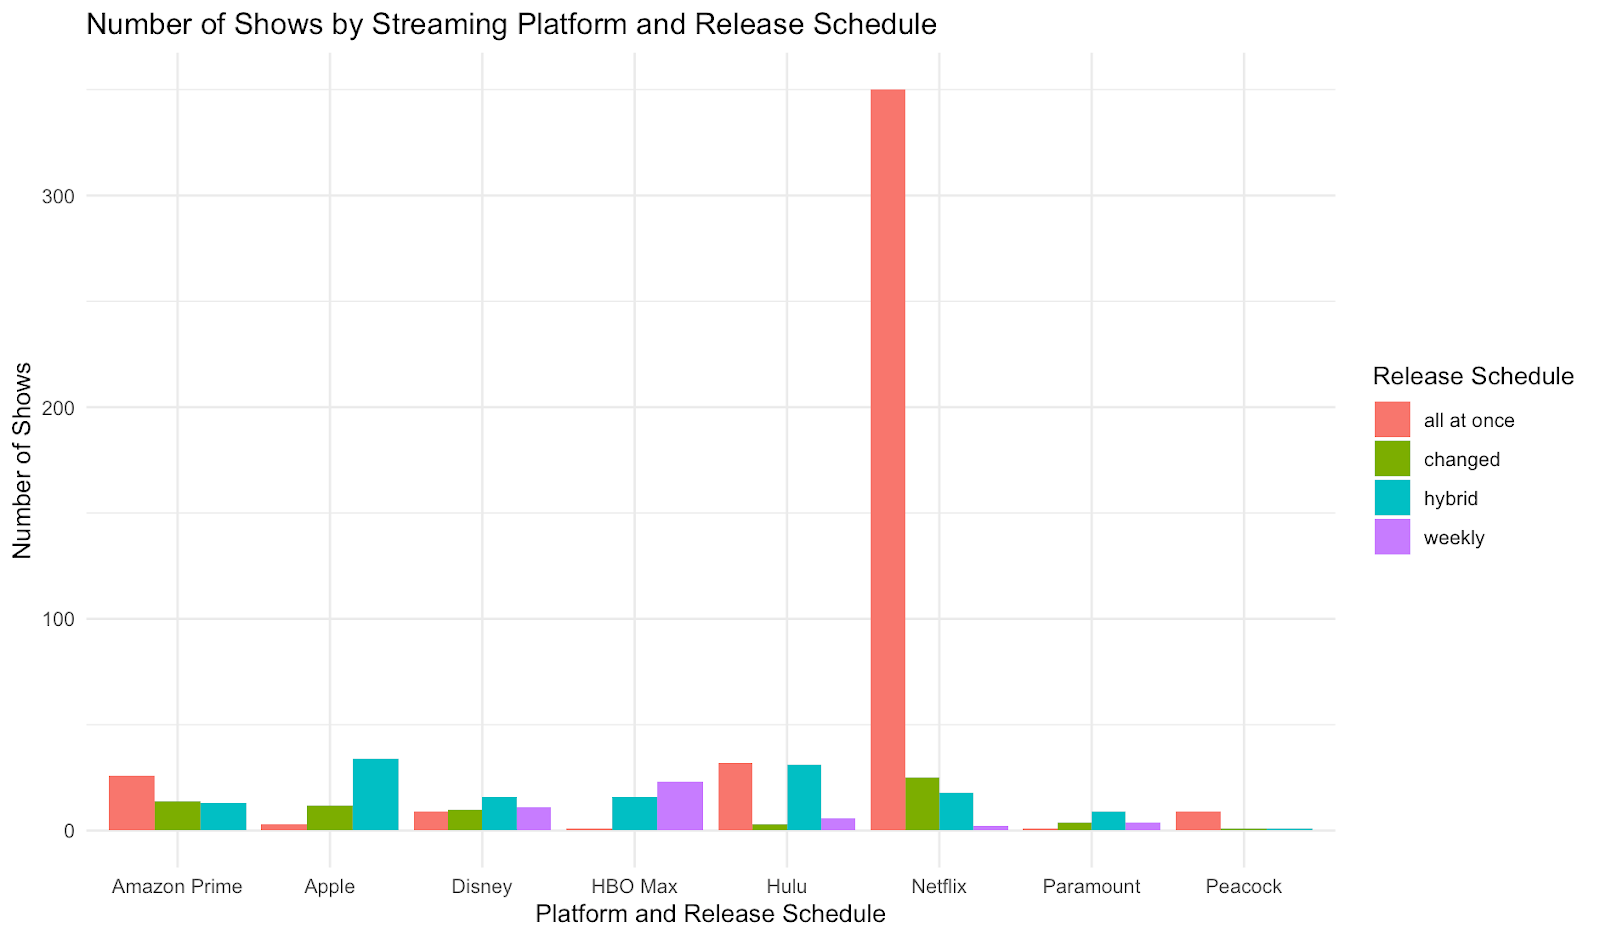 Number of Shows by Streaming Platform and Release Schedule
Number of Shows
300
200
100
0
Amazon Prime
Apple
Disney
HBO Max
Hulu
Netflix
Paramount
Peacock
Platform and Release Schedule
Release Schedule
all at once
changed
hybrid
weekly